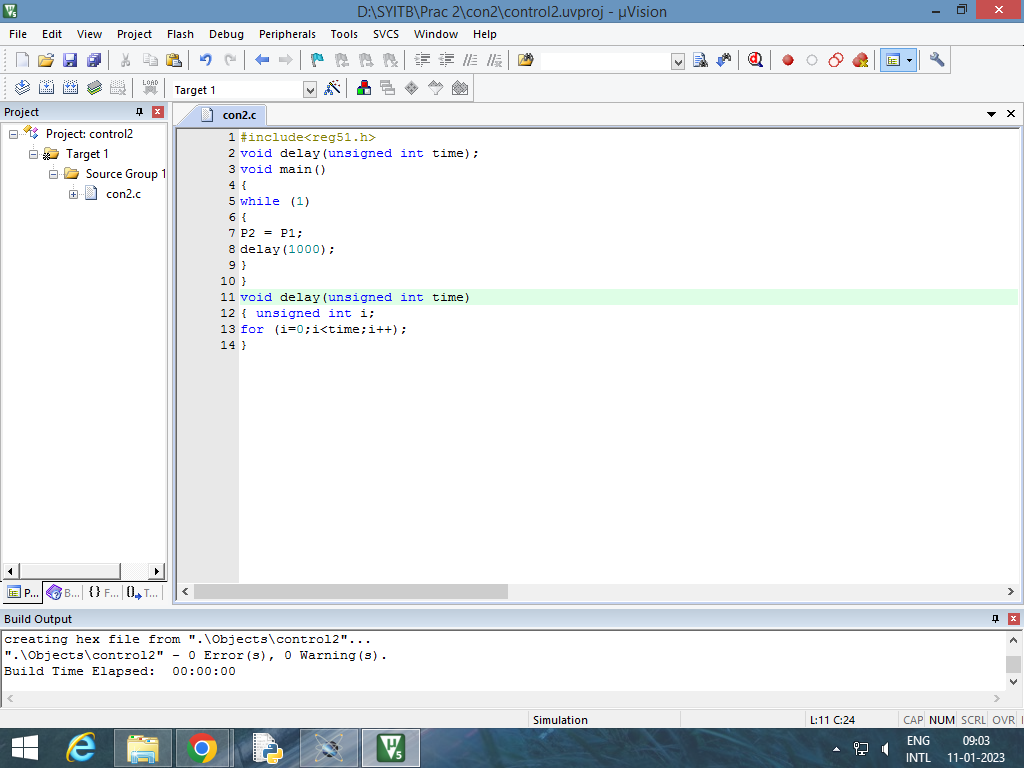 D:\SYITB\Prac 2\con2\control2.uvproj - µVision
File Edit View Project Flash Debug Peripherals Tools SVCS Window Help
LOAD
Target 1
Project
con2.c
Project: control2
Target 1
Source Group 1
con2.c
1 #include<reg51.h>
2 void delay(unsigned int time);
3 void main()
4 {
5 while (1)
6 {
7 P2 = P1;
8 delay(1000);
9 }
10 }
11 void delay(unsigned int time)
12 { unsigned int i;
13 for (i=0;i<time;i++);
14 }
P... B... {} F... T...
Build Output
creating hex file from ".\Objects\control2"...
".\Objects\control2" - 0 Error(s), 0 Warning(s).
Build Time Elapsed:  00:00:00
Simulation L:11 C:24 CAP NUM SCRL OVR
ENG 09:03
INTL 11-01-2023